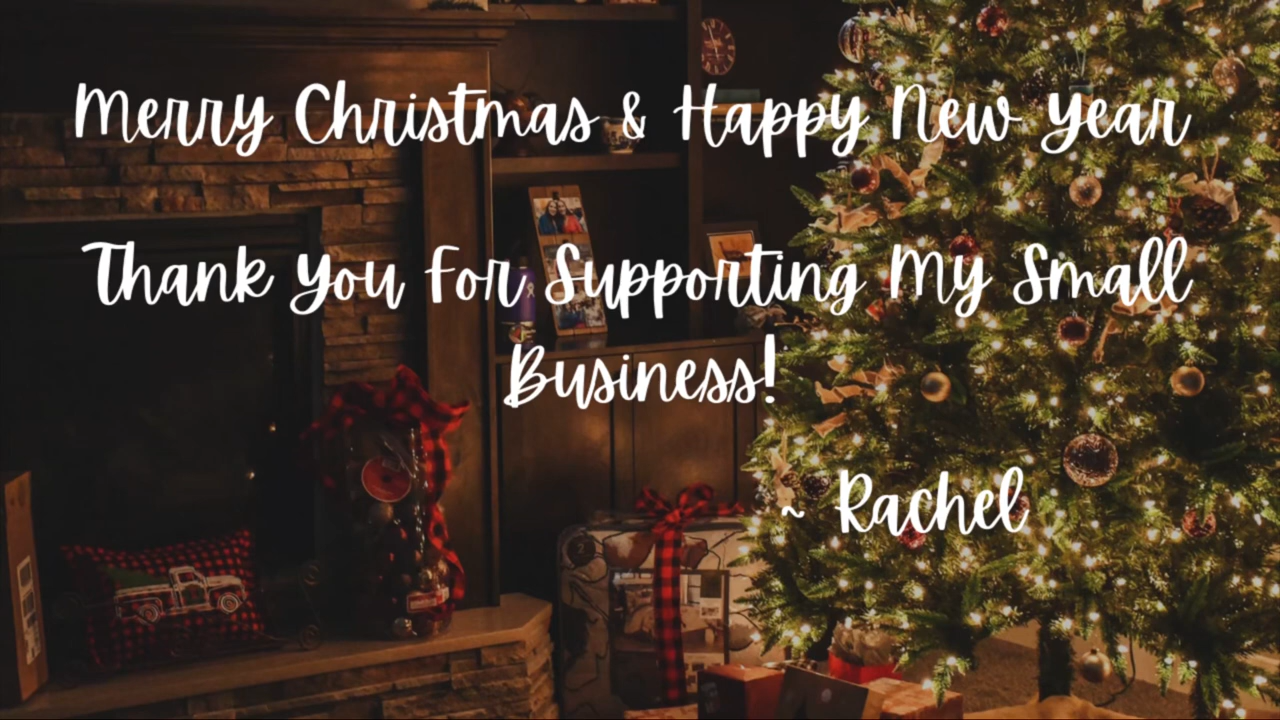 Merry Christmas & Happy New Year
Thank You For Supporting My Small
Business!
~ Rachel